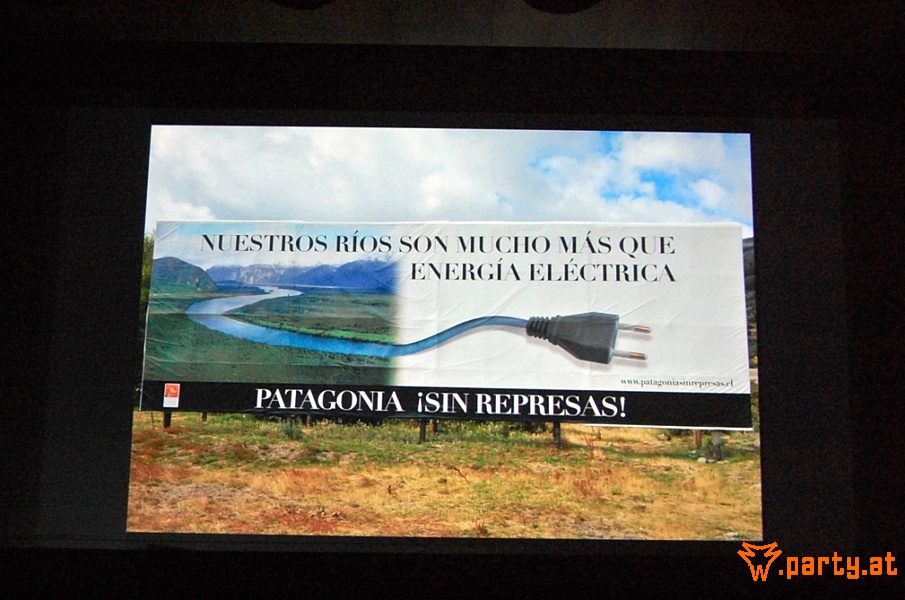 NUESTROS RÍOS SON MUCHO MÁS QUE
ENERGÍA ELÉCTRICA
www.patagoniasinrepresas.cl
PATAGONIA ¡SIN REPRESAS!
w.party.at